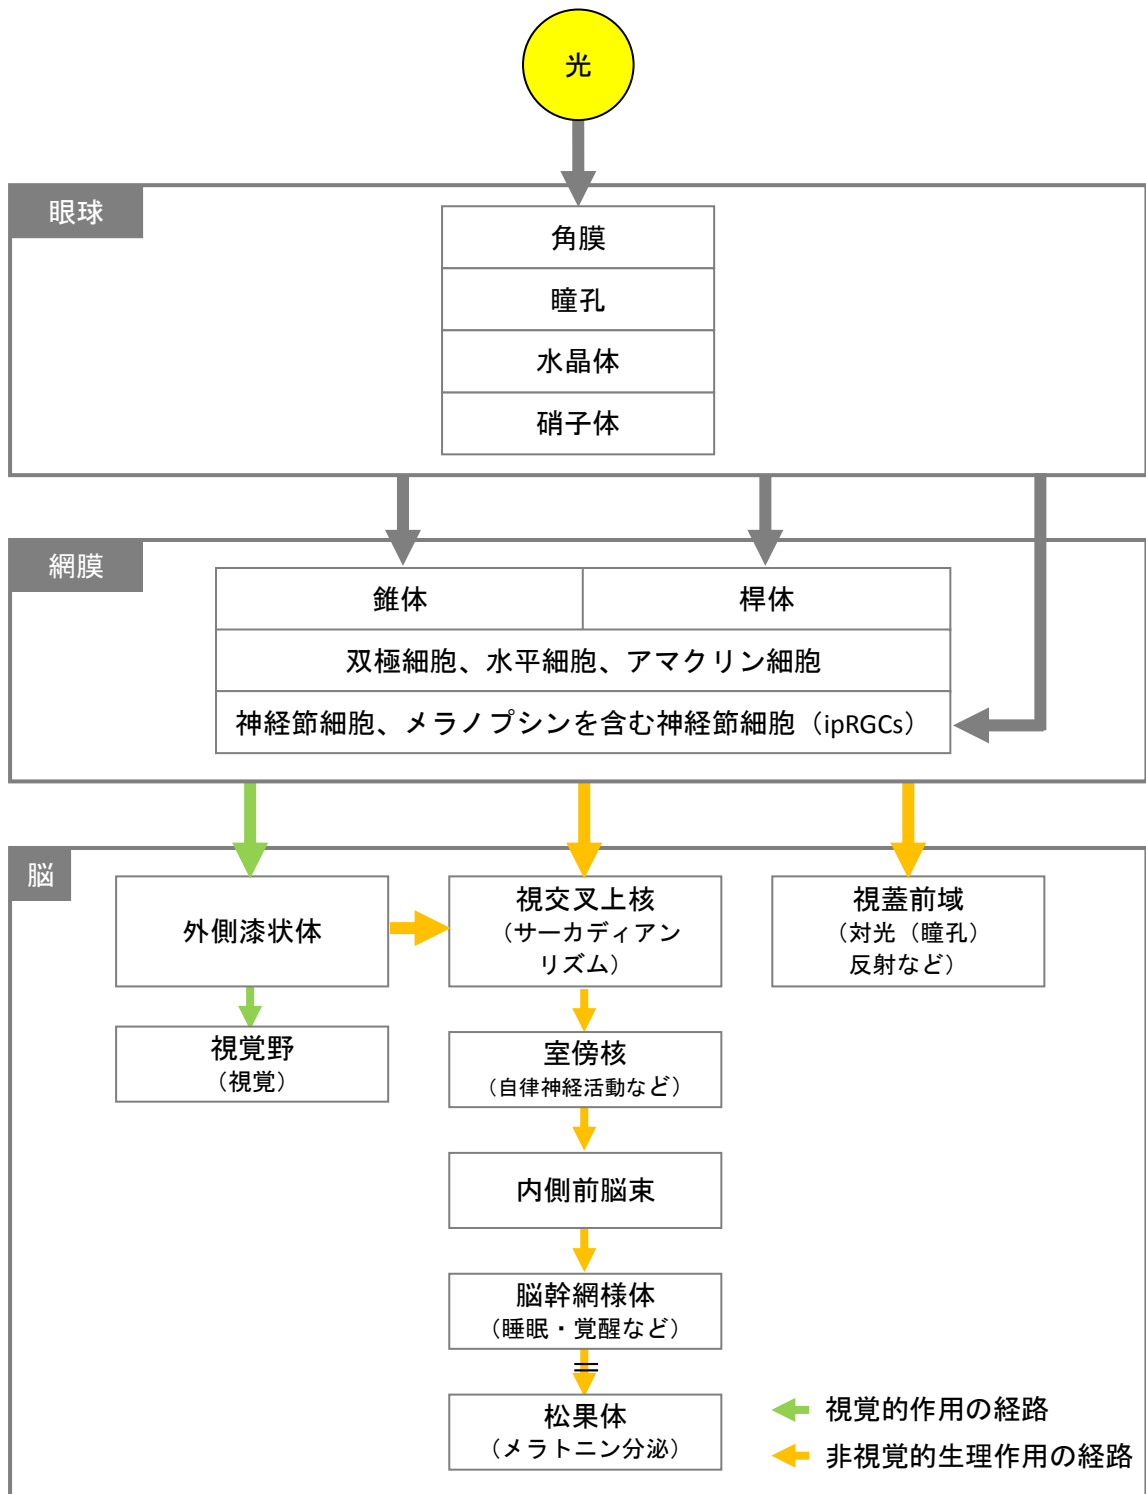 光
眼球
角膜
瞳孔
水晶体
硝子体
網膜
錐体
桿体
双極細胞、水平細胞、アマクリン細胞
神経節細胞、メラノプシンを含む神経節細胞（ipRGCs）
脳
外側漆状体
視交叉上核
（サーカディアン
リズム）
視蓋前域
（対光（瞳孔）
反射など）
視覚野
（視覚）
室傍核
（自律神経活動など）
内側前脳束
脳幹網様体
（睡眠・覚醒など）
松果体
（メラトニン分泌）
視覚的作用の経路
非視覚的生理作用の経路